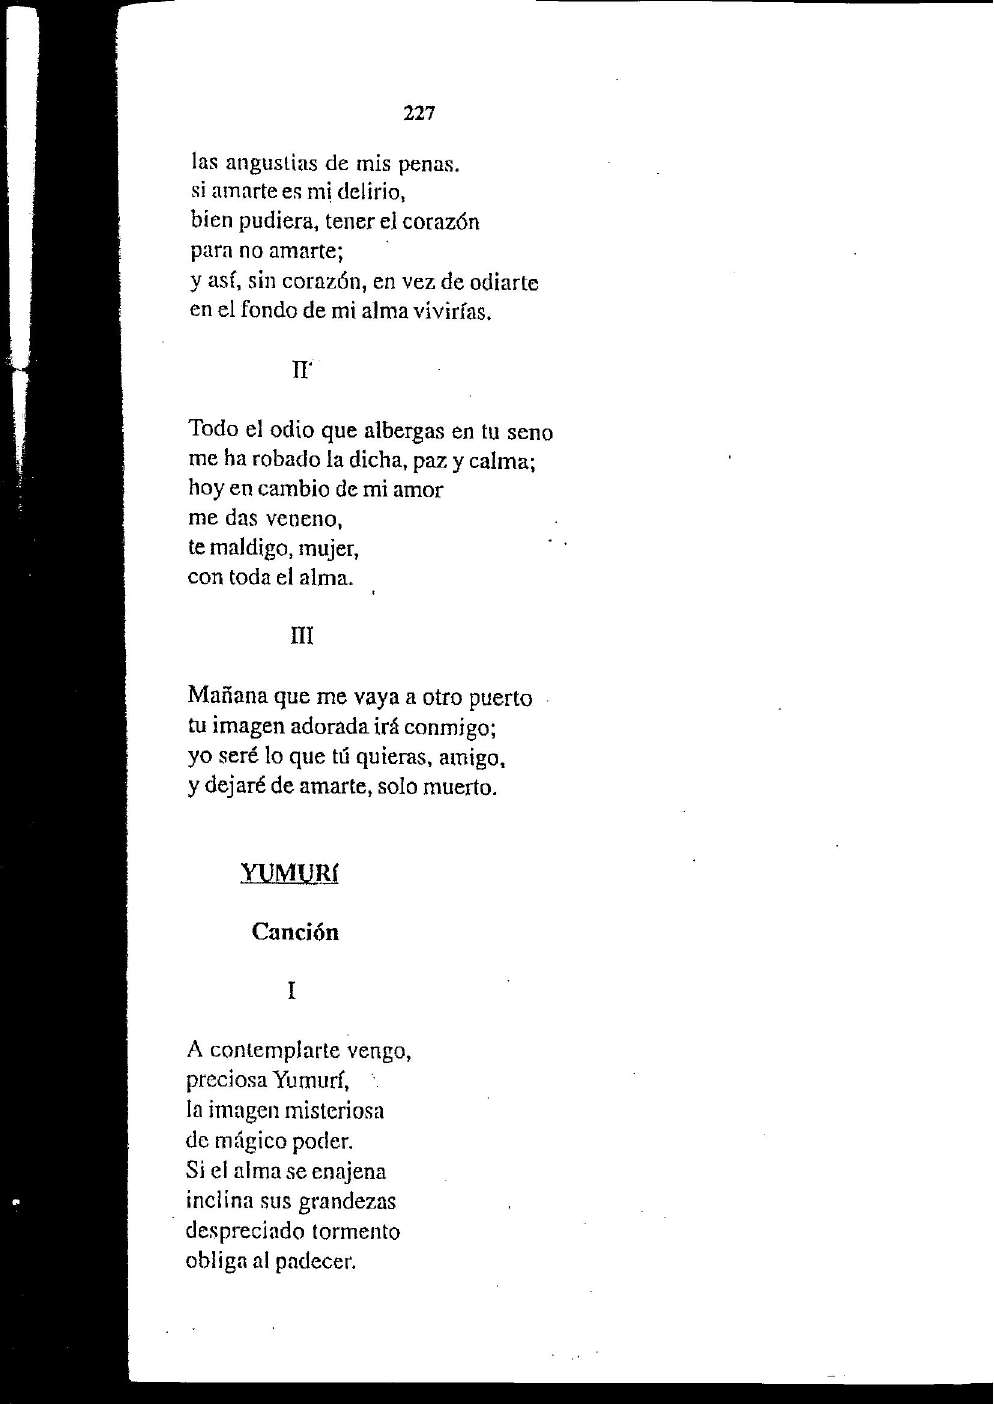 227
las angustias de mis penas.
si amarte es mi delirio,
bien pudiera, tener el corazón
para no amarte;
y así, sin corazón, en vez de odiarte
en el fondo de mi alma vivirías.
II
Todo el odio que albergas en tu seno
me ha robado la dicha, paz y calma;
hoy en cambio de mi amor
me das veneno,
te maldigo, mujer,
con toda el alma.
III
Mañana que me vaya a otro puerto
tu imagen adorada irá conmigo;
yo seré lo que tú quieras, amigo,
y dejaré de amarte, solo muerto.
YUMURÍ
Canción
I
A contemplarte vengo,
preciosa Yumurí,
la imagen misteriosa
de mágico poder.
Si el alma se enajena
inclina sus grandezas
despreciado tormento
obliga al padecer.